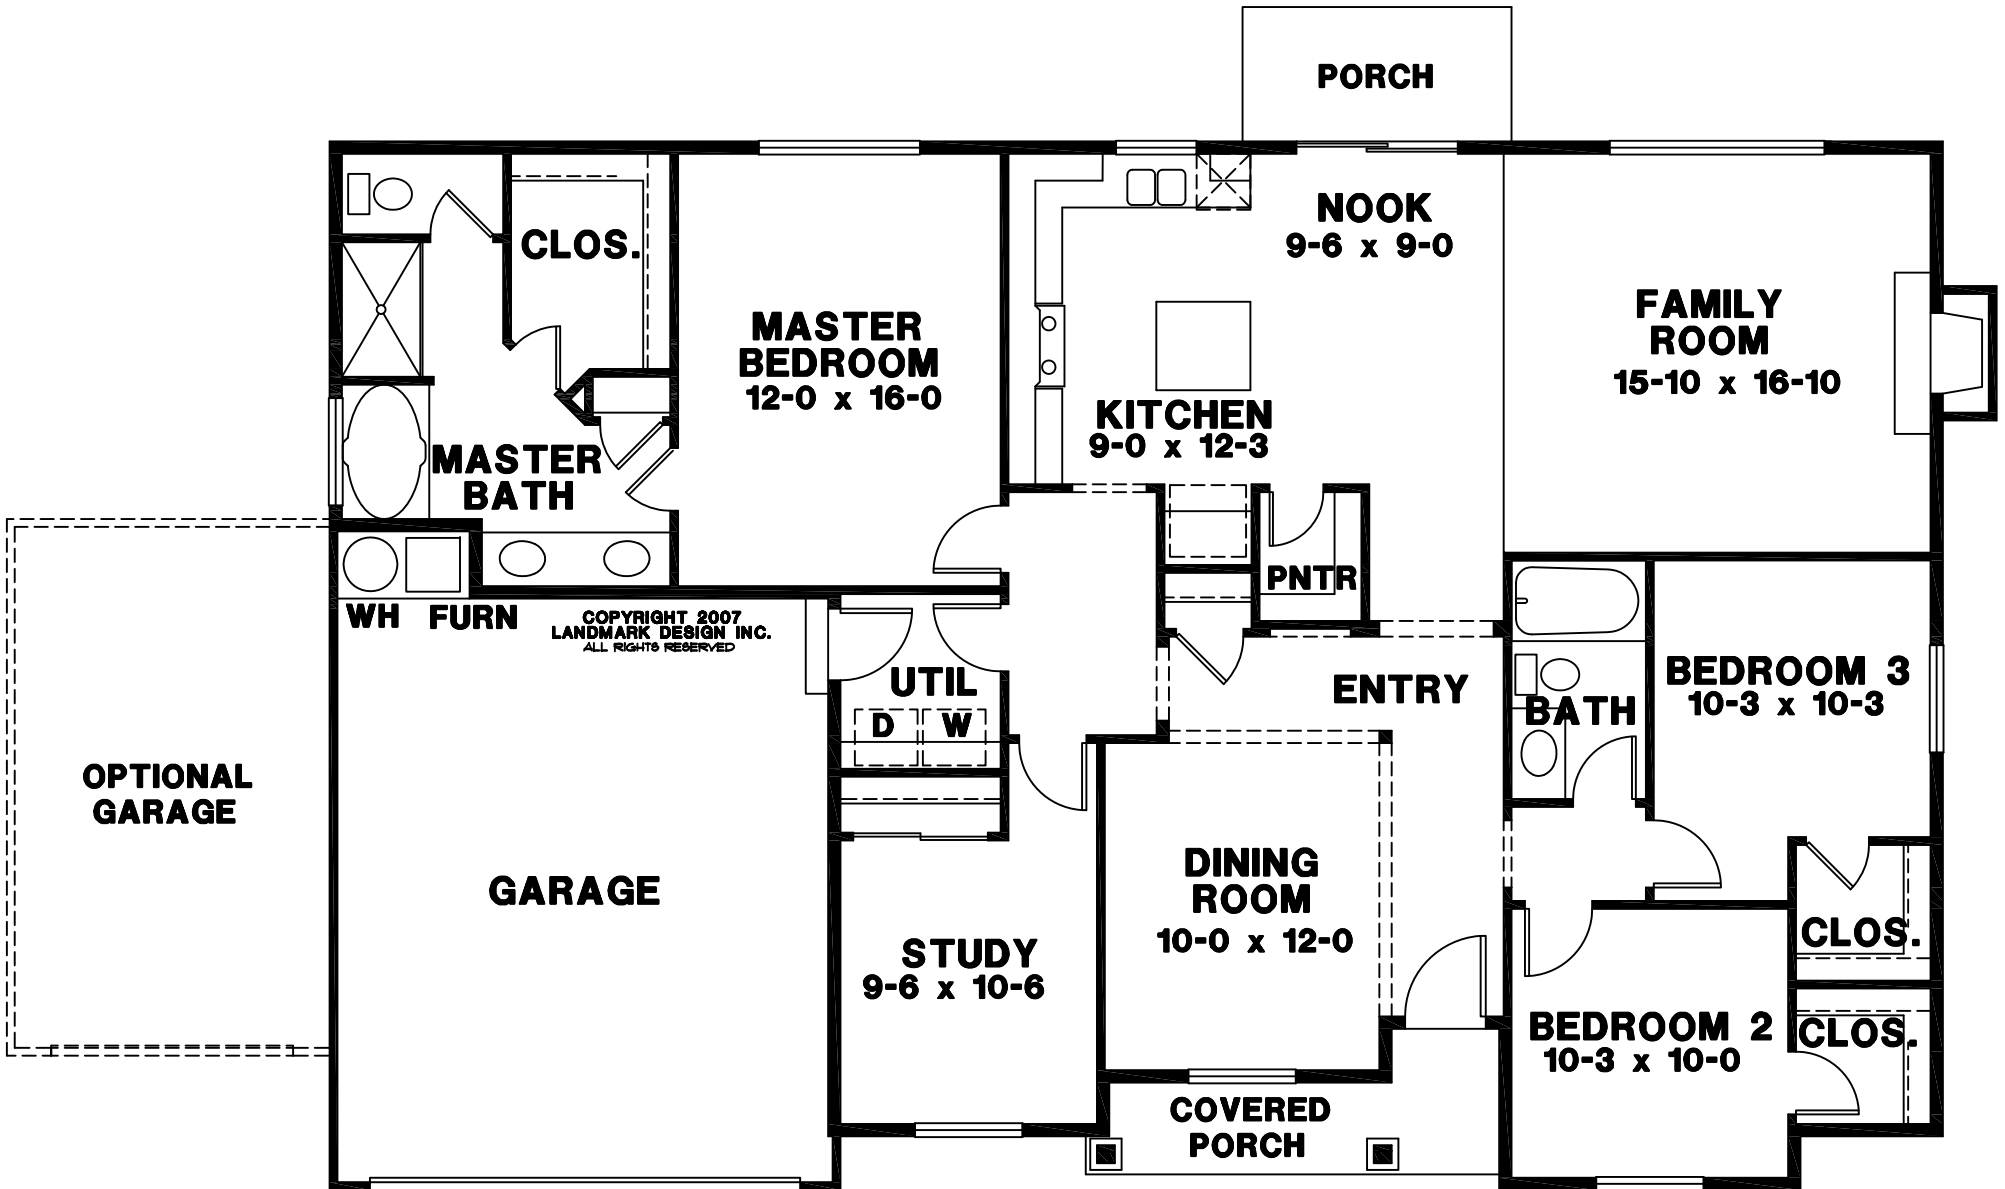 PORCH
NOOK
9-6 x 9-0
CLOS.
FAMILY
ROOM
15-10 x 16-10
MASTER
BEDROOM
12-0 x 16-0
KITCHEN
9-0 x 12-3
MASTER
BATH
PNTR
WH FURN
COPYRIGHT 2007
LANDMARK DESIGN INC.
ALL RIGHTS RESERVED
UTIL
D W
ENTRY
BEDROOM 3
10-3 x 10-3
BATH
OPTIONAL
GARAGE
GARAGE
DINING
ROOM
10-0 x 12-0
STUDY
9-6 x 10-6
CLOS.
BEDROOM 2
10-3 x 10-0
CLOS.
COVERED
PORCH